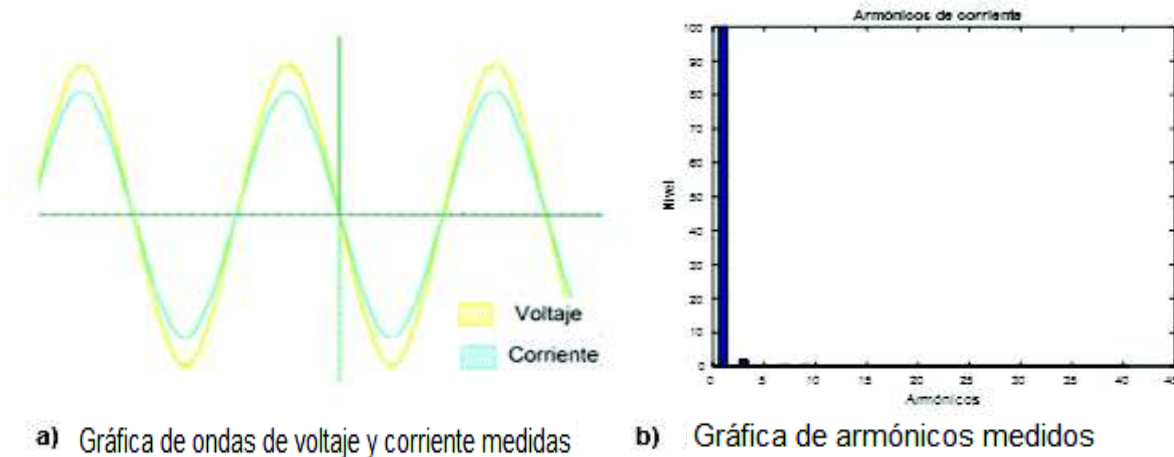 Voltaje
Corriente
a) Gráfica de ondas de voltaje y corriente medidas
Armónicos de corriente
100
90
80
70
60
50
40
30
20
10
0
Nivel
0 5 10 15 20 25 30 35 40 45
Armónicos
b) Gráfica de armónicos medidos